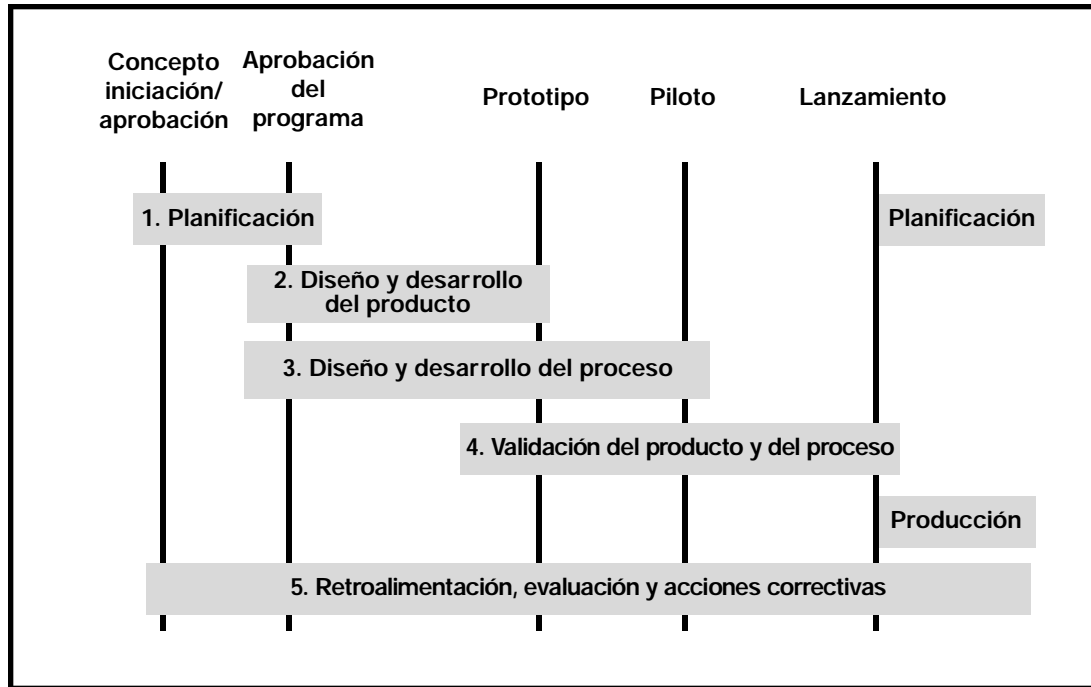 Concepto
iniciación/
aprobación
Aprobación
del
programa
Prototipo
Piloto
Lanzamiento
1. Planificación
Planificación
2. Diseño y desarrollo
del producto
3. Diseño y desarrollo del proceso
4. Validación del producto y del proceso
Producción
5. Retroalimentación, evaluación y acciones correctivas